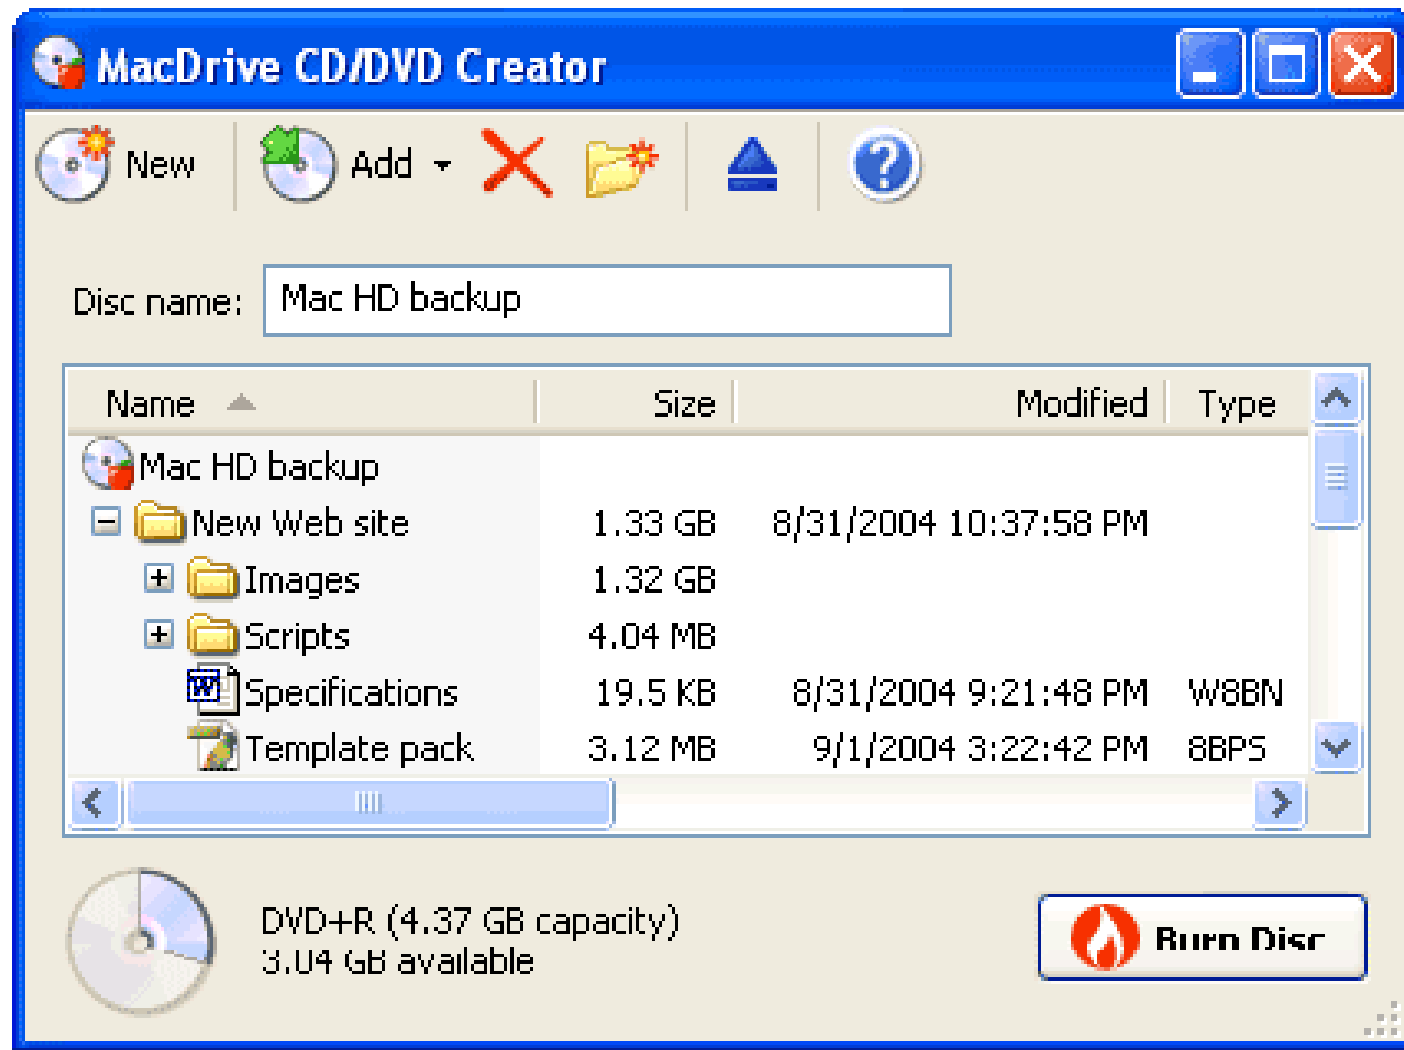 MacDrive CD/DVD Creator
New Add
Disc name: Mac HD backup
Name Size Modified Type
Mac HD backup
New Web site 1.33 GB 8/31/2004 10:37:58 PM
Images 1.32 GB
Scripts 4.04 MB
Specifications 19.5 KB 8/31/2004 9:21:48 PM W8BN
Template pack 3.12 MB 9/1/2004 3:22:42 PM 8BPS
DVD+R (4.37 GB capacity)
3.04 GB available
Burn Disc